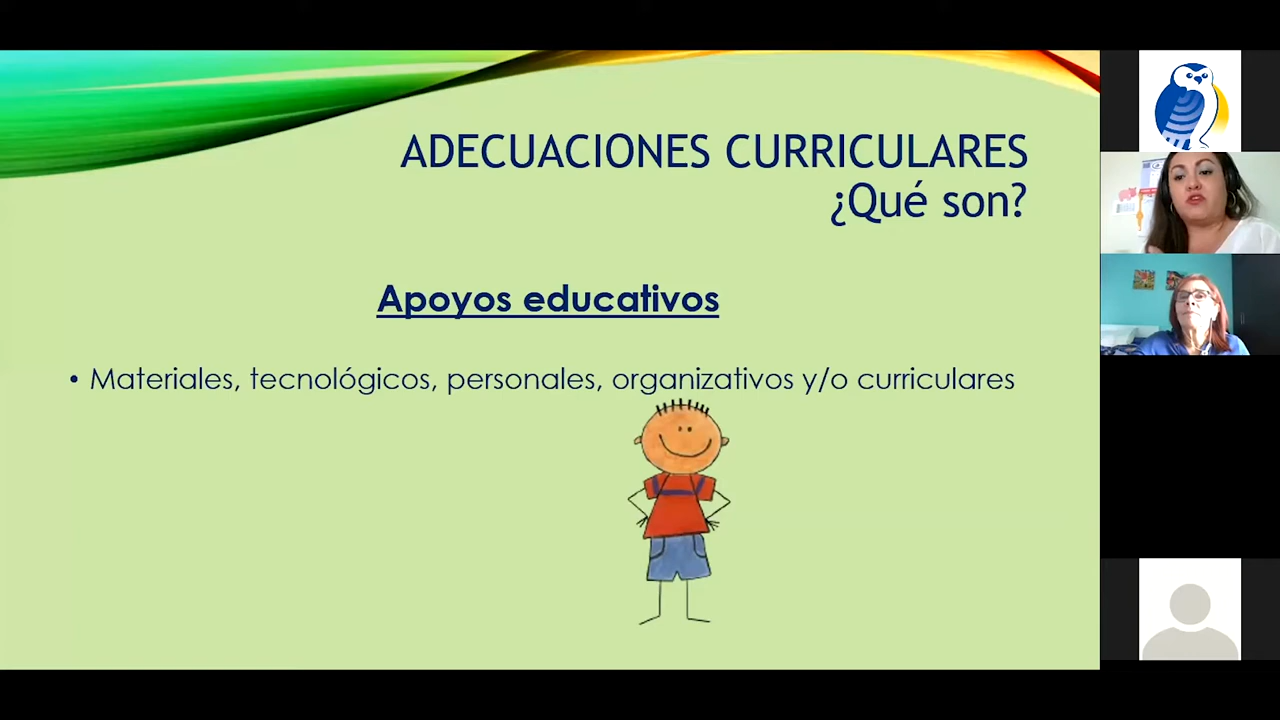 ADECUACIONES CURRICULARES
¿Qué son?
Apoyos educativos
• Materiales, tecnológicos, personales, organizativos y/o curriculares